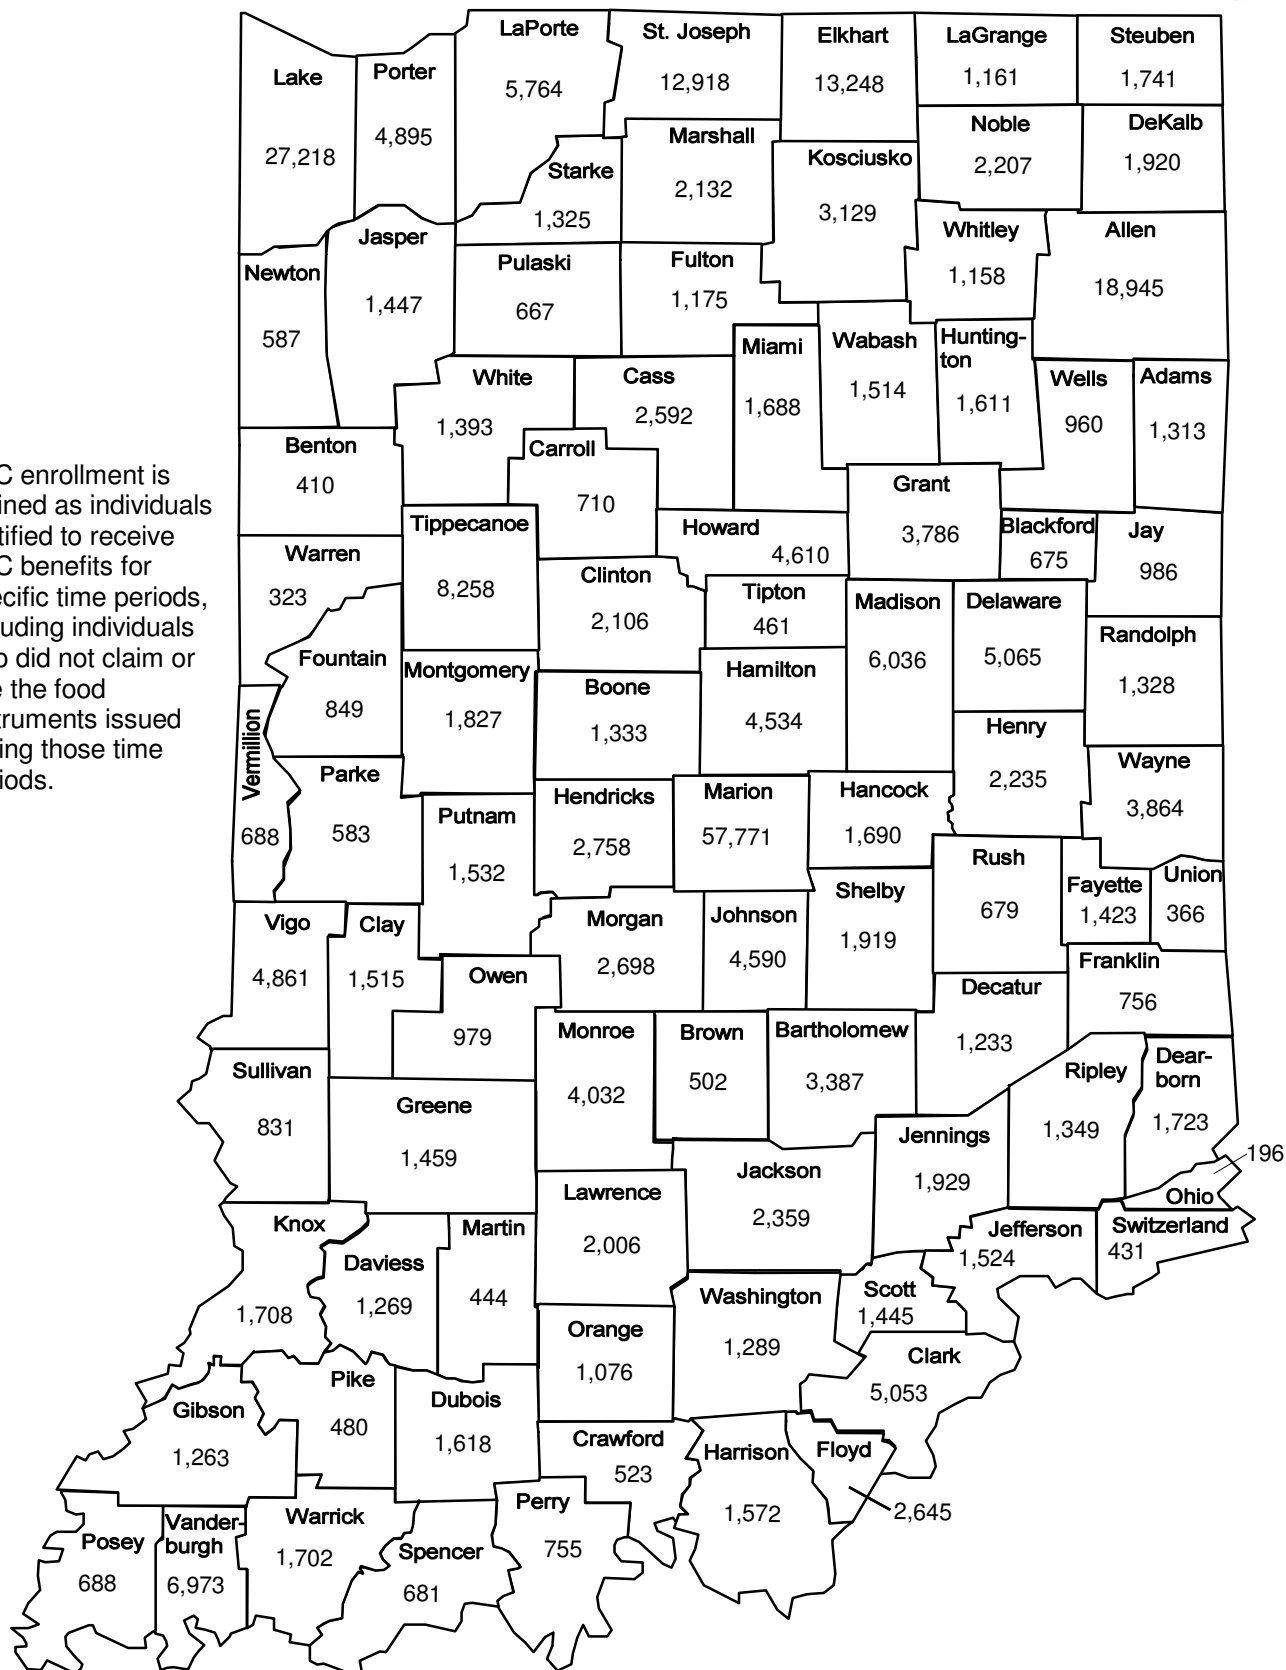 LaPorte
St. Joseph
Elkhart
LaGrange
Steuben
Lake
Porter
5,764
12,918
13,248
1,161
1,741
27,218
4,895
Marshall
Kosciusko
Noble
DeKalb
Starke
2,132
3,129
2,207
1,920
1,325
Jasper
Whitley
Allen
Newton
Pulaski
Fulton
1,158
18,945
587
1,447
667
1,175
Miami
Wabash
Hunting-
ton
White
Cass
1,688
1,514
1,611
Wells
Adams
1,393
2,592
960
1,313
Benton
Carroll
410
710
Grant
C enrollment is
ined as individuals
tified to receive
C benefits for
ecific time periods,
luding individuals
o did not claim or
e the food
truments issued
ing those time
iods.
Tippecanoe
Howard
3,786
Blackford
Jay
Warren
4,610
675
986
323
8,258
Clinton
Tipton
Madison
Delaware
2,106
461
6,036
5,065
Randolph
Fountain
Montgomery
Boone
Hamilton
1,328
849
1,827
1,333
4,534
Henry
Vermillion
Parke
2,235
Wayne
688
583
Putnam
Hendricks
Marion
Hancock
3,864
1,532
2,758
57,771
1,690
Rush
Fayette
Union
Shelby
679
1,423
366
Vigo
Clay
Morgan
Johnson
1,919
4,861
1,515
2,698
4,590
Franklin
Owen
Decatur
756
979
1,233
Monroe
Brown
Bartholomew
Sullivan
4,032
502
3,387
Ripley
Dear-
born
831
Greene
1,349
1,723
1,459
Jennings
196
Jackson
1,929
Ohio
Lawrence
2,359
Knox
Martin
2,006
Jefferson
Switzerland
Daviess
1,524
431
1,708
1,269
444
Washington
Scott
Orange
1,289
1,445
1,076
Clark
Pike
Dubois
5,053
Gibson
480
1,618
Crawford
Harrison
Floyd
1,263
523
1,572
2,645
Posey
Vander-
burgh
Warrick
Perry
688
6,973
1,702
Spencer
755
681